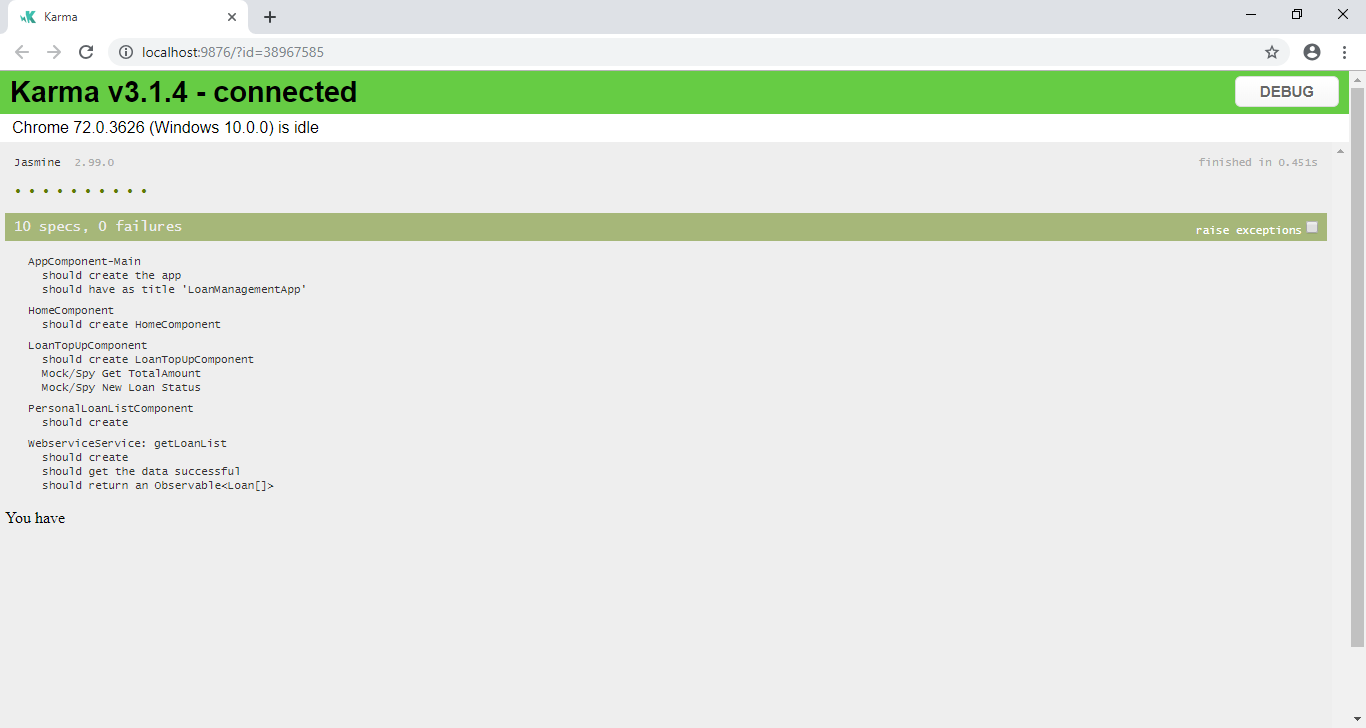 Karma
localhost:9876/?id=38967585
Karma v3.1.4 - connected
DEBUG
Chrome 72.0.3626 (Windows 10.0.0) is idle
Jasmine 2.99.0
finished in 0.451s
10 specs, 0 failures
raise exceptions
AppComponent-Main
should create the app
should have as title 'LoanManagementApp'
HomeComponent
should create HomeComponent
LoanTopUpComponent
should create LoanTopUpComponent
Mock/Spy Get TotalAmount
Mock/Spy New Loan Status
PersonalLoanListComponent
should create
WebserviceService: getLoanList
should create
should get the data successful
should return an Observable<Loan[]>
You have